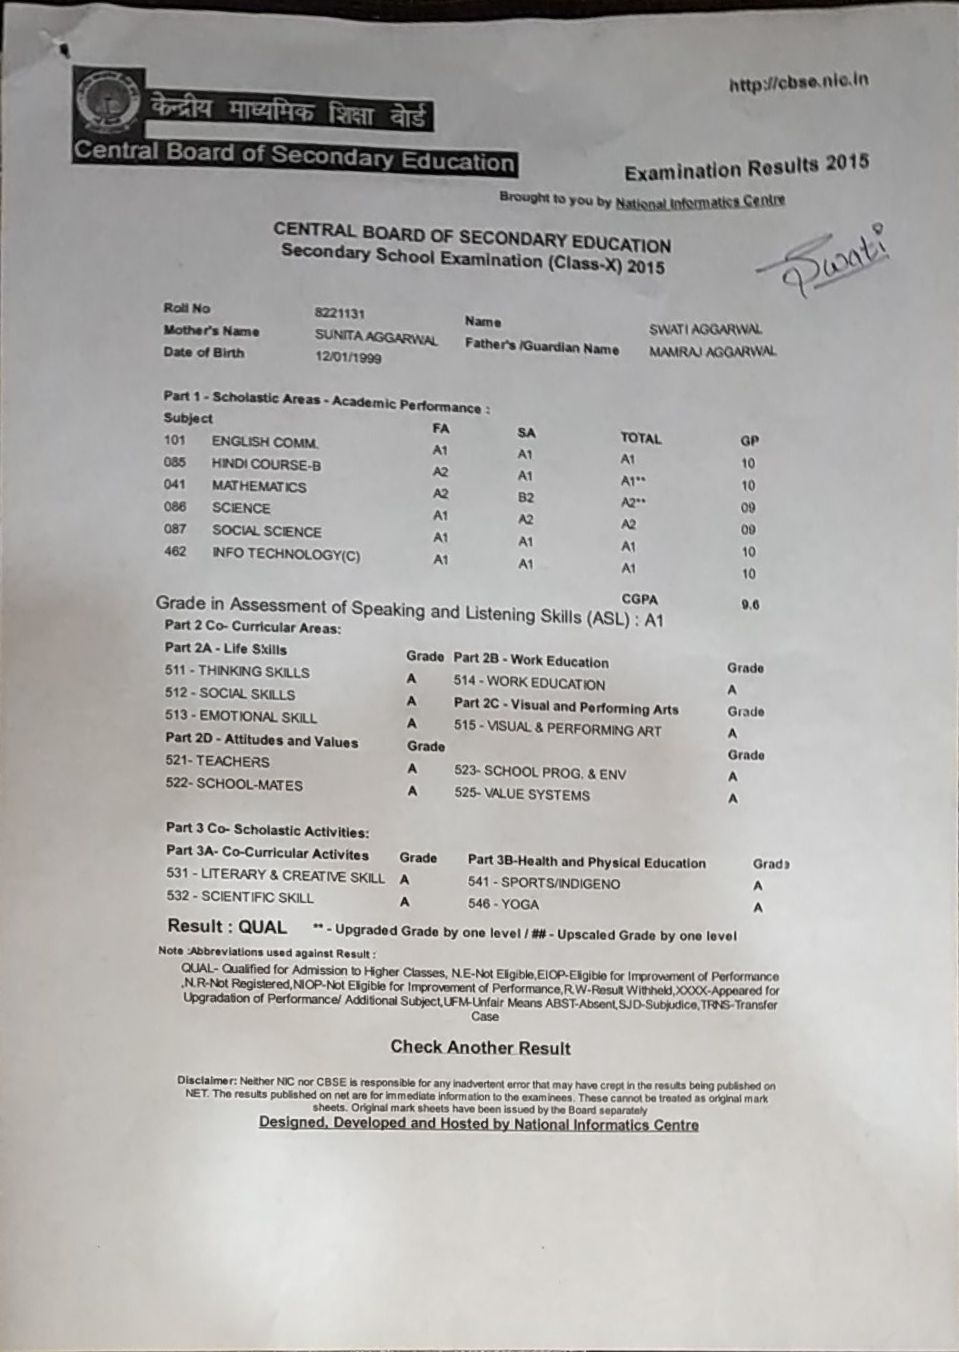 http://cbse.nic.in
केन्द्रीय माध्यमिक शिक्षा बोर्ड
Central Board of Secondary Education
Examination Results 2015
Brought to you by National Informatics Centre
CENTRAL BOARD OF SECONDARY EDUCATION
Secondary School Examination (Class-X) 2015
Swati
Roll No 8221131 Name SWATI AGGARWAL
Mother's Name SUNITA AGGARWAL Father's /Guardian Name MAMRAJ AGGARWAL
Date of Birth 12/01/1999
Part 1 - Scholastic Areas - Academic Performance :
Subject FA SA TOTAL GP
101 ENGLISH COMM. A1 A1 A1 10
085 HINDI COURSE-B A2 A1 A1** 10
041 MATHEMATICS A2 B2 A2** 09
086 SCIENCE A1 A2 A2 09
087 SOCIAL SCIENCE A1 A1 A1 10
462 INFO TECHNOLOGY(C) A1 A1 A1 10
CGPA 9.6
Grade in Assessment of Speaking and Listening Skills (ASL) : A1
Part 2 Co- Curricular Areas:
Part 2A - Life Skills Grade Part 2B - Work Education Grade
511 - THINKING SKILLS A 514 - WORK EDUCATION A
512 - SOCIAL SKILLS A Part 2C - Visual and Performing Arts Grade
513 - EMOTIONAL SKILL A 515 - VISUAL & PERFORMING ART A
Part 2D - Attitudes and Values Grade Grade
521- TEACHERS A 523- SCHOOL PROG. & ENV A
522- SCHOOL-MATES A 525- VALUE SYSTEMS A
Part 3 Co- Scholastic Activities:
Part 3A- Co-Curricular Activites Grade Part 3B-Health and Physical Education Grade
531 - LITERARY & CREATIVE SKILL A 541 - SPORTS/INDIGENO A
532 - SCIENTIFIC SKILL A 546 - YOGA A
Result : QUAL ** - Upgraded Grade by one level / ## - Upscaled Grade by one level
Note :Abbreviations used against Result :
QUAL- Qualified for Admission to Higher Classes, N.E-Not Eligible,EIOP-Eligible for Improvement of Performance
,N.R-Not Registered,NIOP-Not Eligible for Improvement of Performance,R.W-Result Withheld,XXXX-Appeared for
Upgradation of Performance/ Additional Subject,UFM-Unfair Means ABST-Absent,SJD-Subjudice,TRNS-Transfer
Case
Check Another Result
Disclaimer: Neither NIC nor CBSE is responsible for any inadvertent error that may have crept in the results being published on
NET. The results published on net are for immediate information to the examinees. These cannot be treated as original mark
sheets. Original mark sheets have been issued by the Board separately
Designed, Developed and Hosted by National Informatics Centre